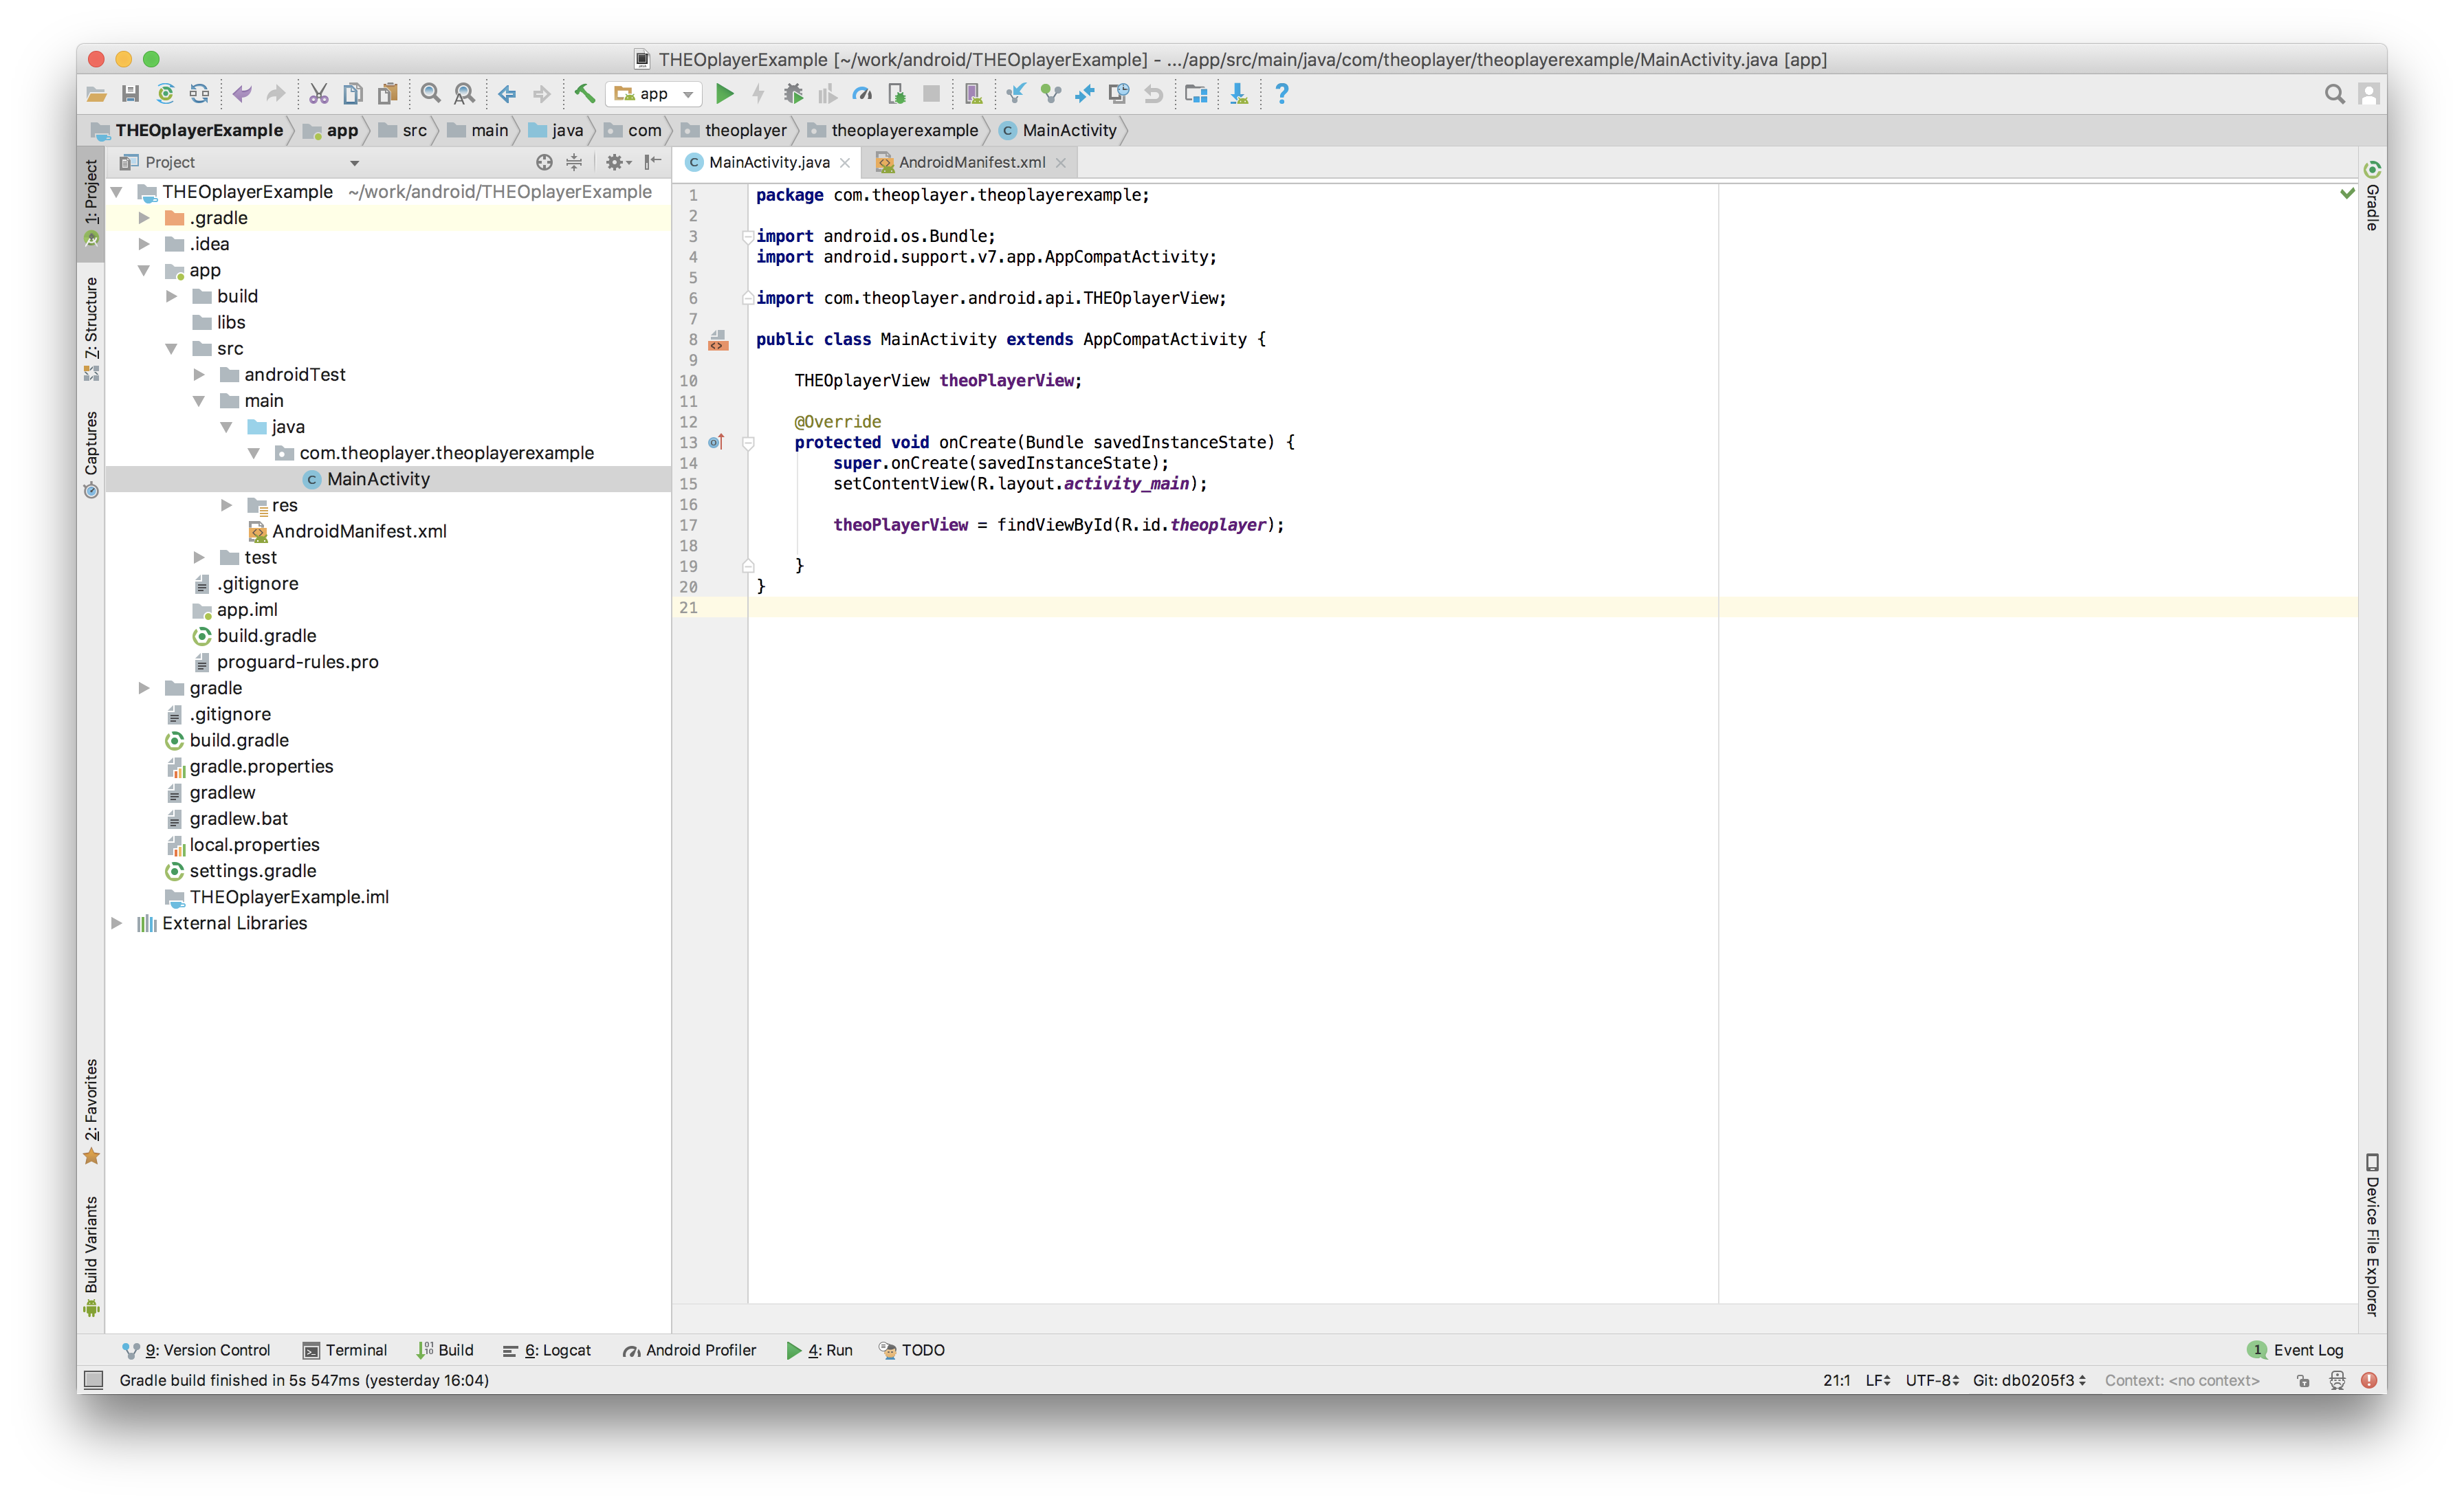 THEOplayerExample [~/work/android/THEOplayerExample] - .../app/src/main/java/com/theoplayer/theoplayerexample/MainActivity.java [app]
app
THEOplayerExample app src main java com theoplayer theoplayerexample MainActivity
Project
MainActivity.java AndroidManifest.xml
1: Project
Z: Structure
Captures
2: Favorites
Build Variants
THEOplayerExample ~/work/android/THEOplayerExample
.gradle
.idea
app
build
libs
src
androidTest
main
java
com.theoplayer.theoplayerexample
MainActivity
res
AndroidManifest.xml
test
.gitignore
app.iml
build.gradle
proguard-rules.pro
gradle
.gitignore
build.gradle
gradle.properties
gradlew
gradlew.bat
local.properties
settings.gradle
THEOplayerExample.iml
External Libraries
1 package com.theoplayer.theoplayerexample;
2
3 import android.os.Bundle;
4 import android.support.v7.app.AppCompatActivity;
5
6 import com.theoplayer.android.api.THEOplayerView;
7
8 public class MainActivity extends AppCompatActivity {
9
10 THEOplayerView theoPlayerView;
11
12 @Override
13 protected void onCreate(Bundle savedInstanceState) {
14 super.onCreate(savedInstanceState);
15 setContentView(R.layout.activity_main);
16
17 theoPlayerView = findViewById(R.id.theoplayer);
18
19 }
20 }
21
Gradle
Device File Explorer
9: Version Control Terminal Build 6: Logcat Android Profiler 4: Run TODO 1 Event Log
Gradle build finished in 5s 547ms (yesterday 16:04) 21:1 LF UTF-8 Git: db0205f3 Context: <no context>